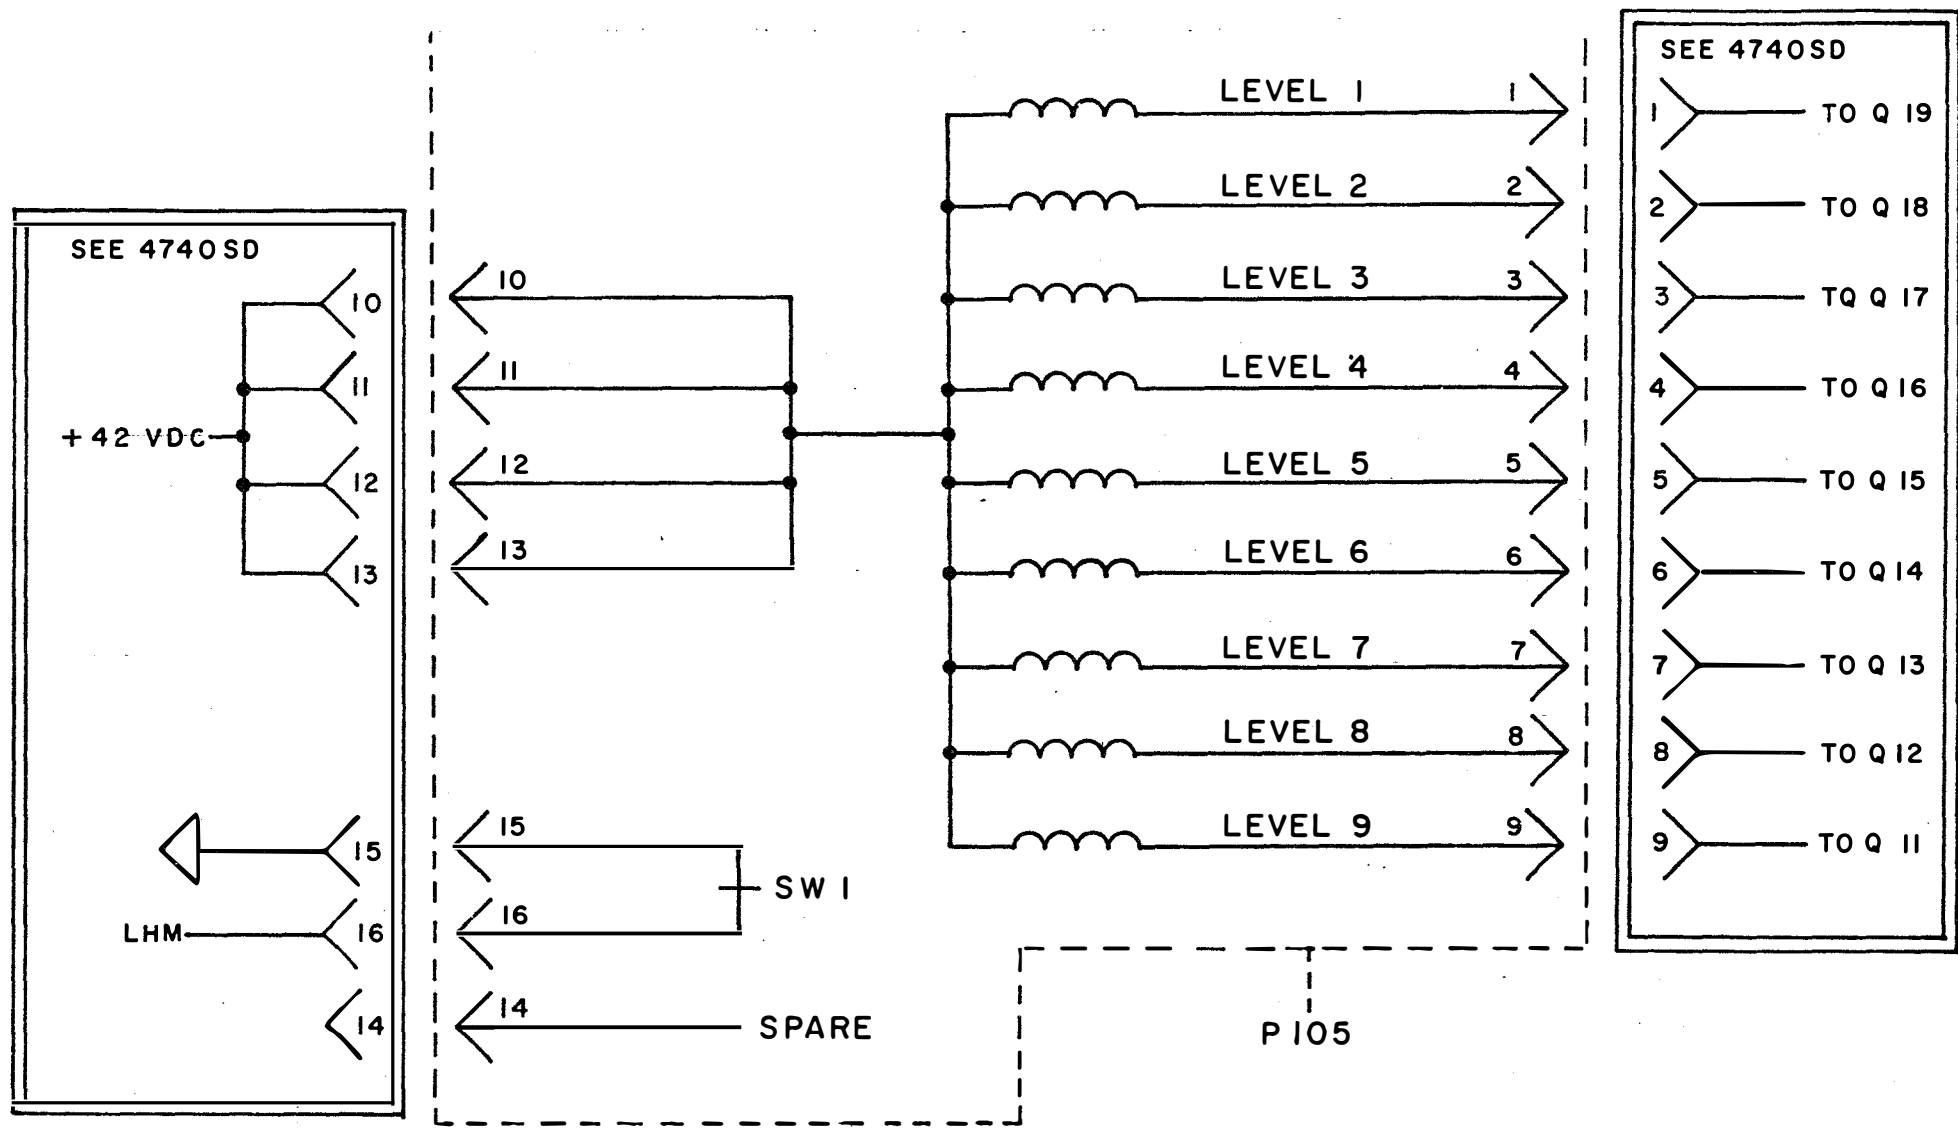 SEE 4740SD
10
11
+42 VDC
12
13
15
LHM
16
14
10
11
12
13
15
SW 1
16
14
SPARE
LEVEL 1 1
LEVEL 2 2
LEVEL 3 3
LEVEL 4 4
LEVEL 5 5
LEVEL 6 6
LEVEL 7 7
LEVEL 8 8
LEVEL 9 9
P105
SEE 4740SD
1 TO Q 19
2 TO Q 18
3 TQ Q 17
4 TO Q 16
5 TO Q 15
6 TO Q 14
7 TO Q 13
8 TO Q 12
9 TO Q 11